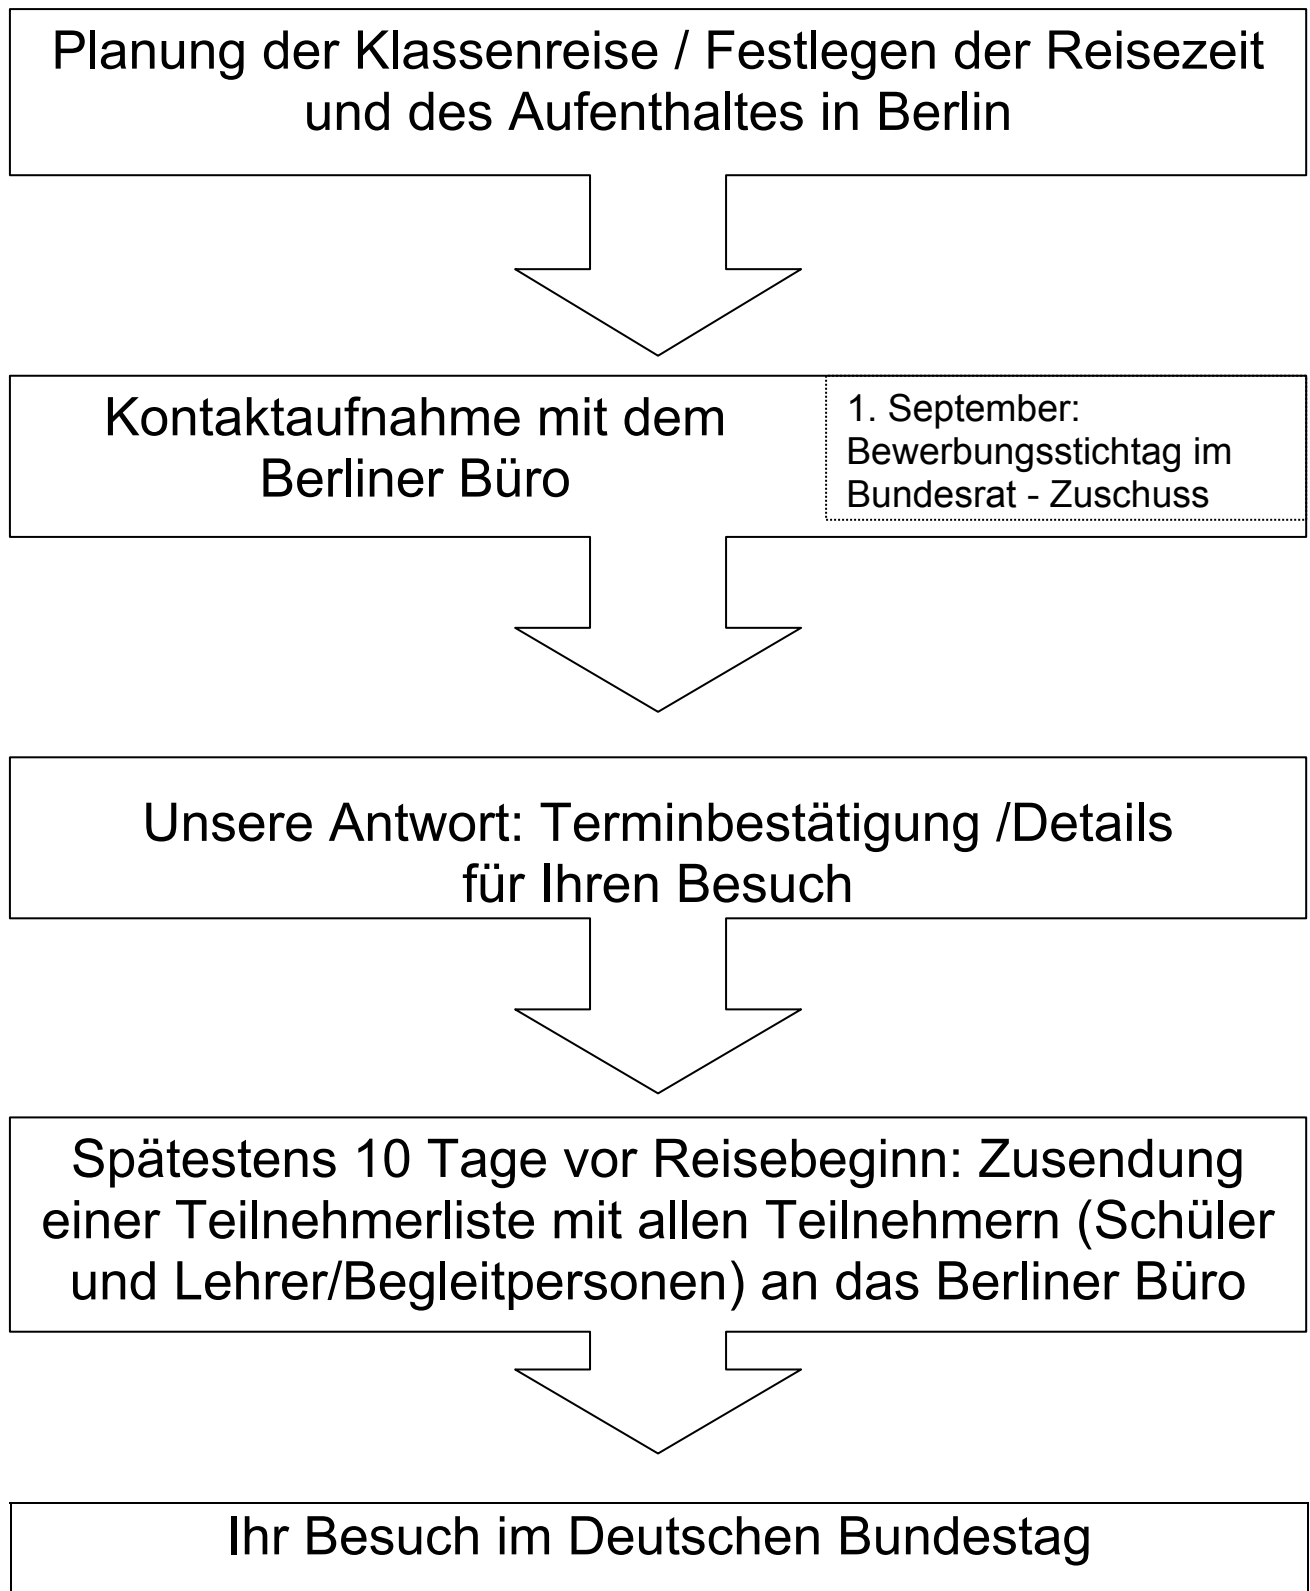 Planung der Klassenreise / Festlegen der Reisezeit
und des Aufenthaltes in Berlin
Kontaktaufnahme mit dem
Berliner Büro
1. September:
Bewerbungsstichtag im
Bundesrat - Zuschuss
Unsere Antwort: Terminbestätigung /Details
für Ihren Besuch
Spätestens 10 Tage vor Reisebeginn: Zusendung
einer Teilnehmerliste mit allen Teilnehmern (Schüler
und Lehrer/Begleitpersonen) an das Berliner Büro
Ihr Besuch im Deutschen Bundestag